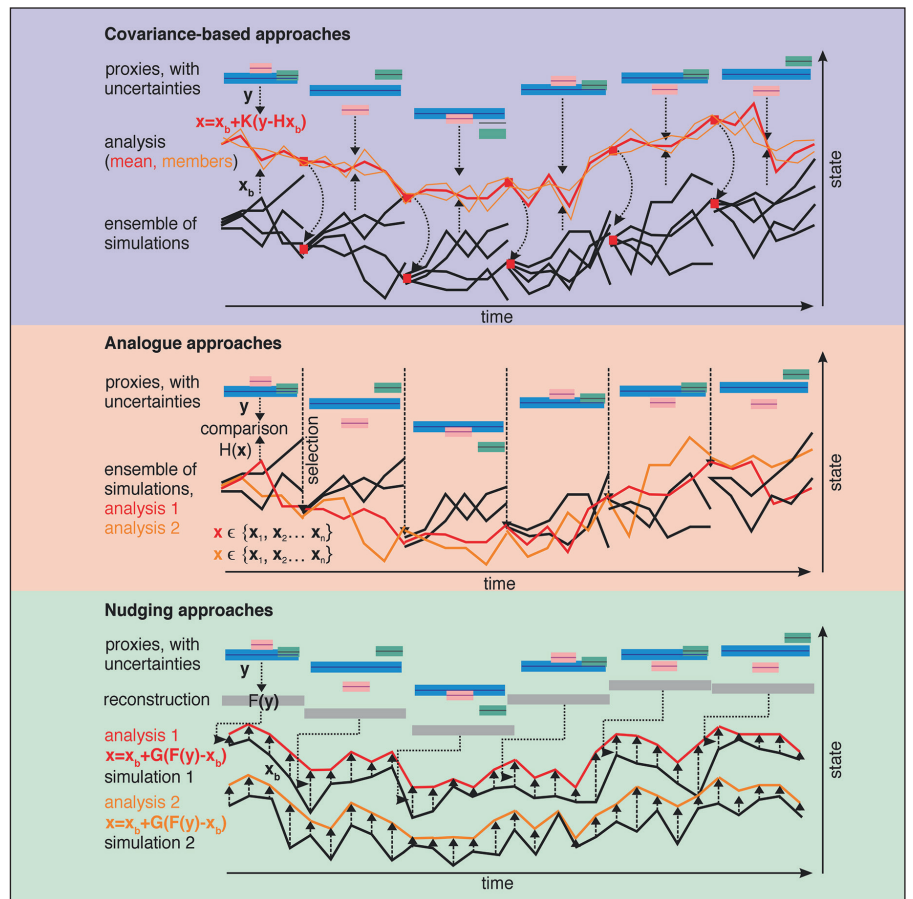 Covariance-based approaches
proxies, with
uncertainties
y
x=xb+K(y-Hxb)
analysis
(mean, members)
xb
ensemble of
simulations
state
time
Analogue approaches
proxies, with
uncertainties
y
comparison
H(x)
selection
ensemble of
simulations,
analysis 1
analysis 2
x ϵ {x1, x2... xn}
x ϵ {x1, x2... xn}
state
time
Nudging approaches
proxies, with
uncertainties
y
reconstruction
F(y)
analysis 1
x=xb+G(F(y)-xb)
simulation 1
xb
analysis 2
x=xb+G(F(y)-xb)
simulation 2
state
time